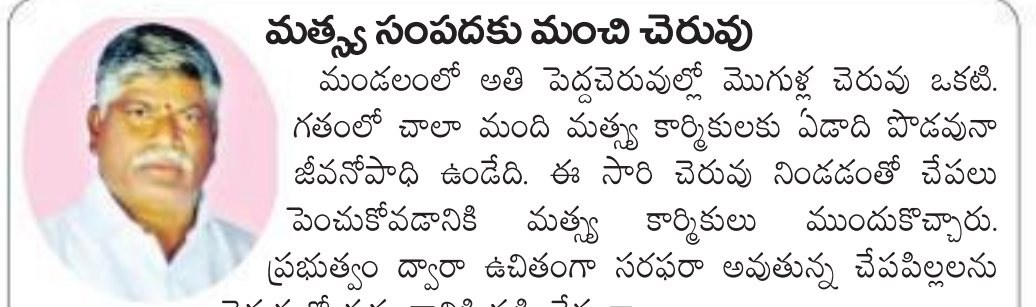 మత్స్య సంపదకు మంచి చెరువు
మండలంలో అతి పెద్దచెరువుల్లో మొగుళ్ల చెరువు ఒకటి.
గతంలో చాలా మంది మత్స్య కార్మికులకు ఏడాది పొడవునా
జీవనోపాధి ఉండేది. ఈ సారి చెరువు నిండడంతో చేపలు
పెంచుకోవడానికి మత్స్య కార్మికులు ముందుకొచ్చారు.
ప్రభుత్వం ద్వారా ఉచితంగా సరఫరా అవుతున్న చేపపిల్లలను